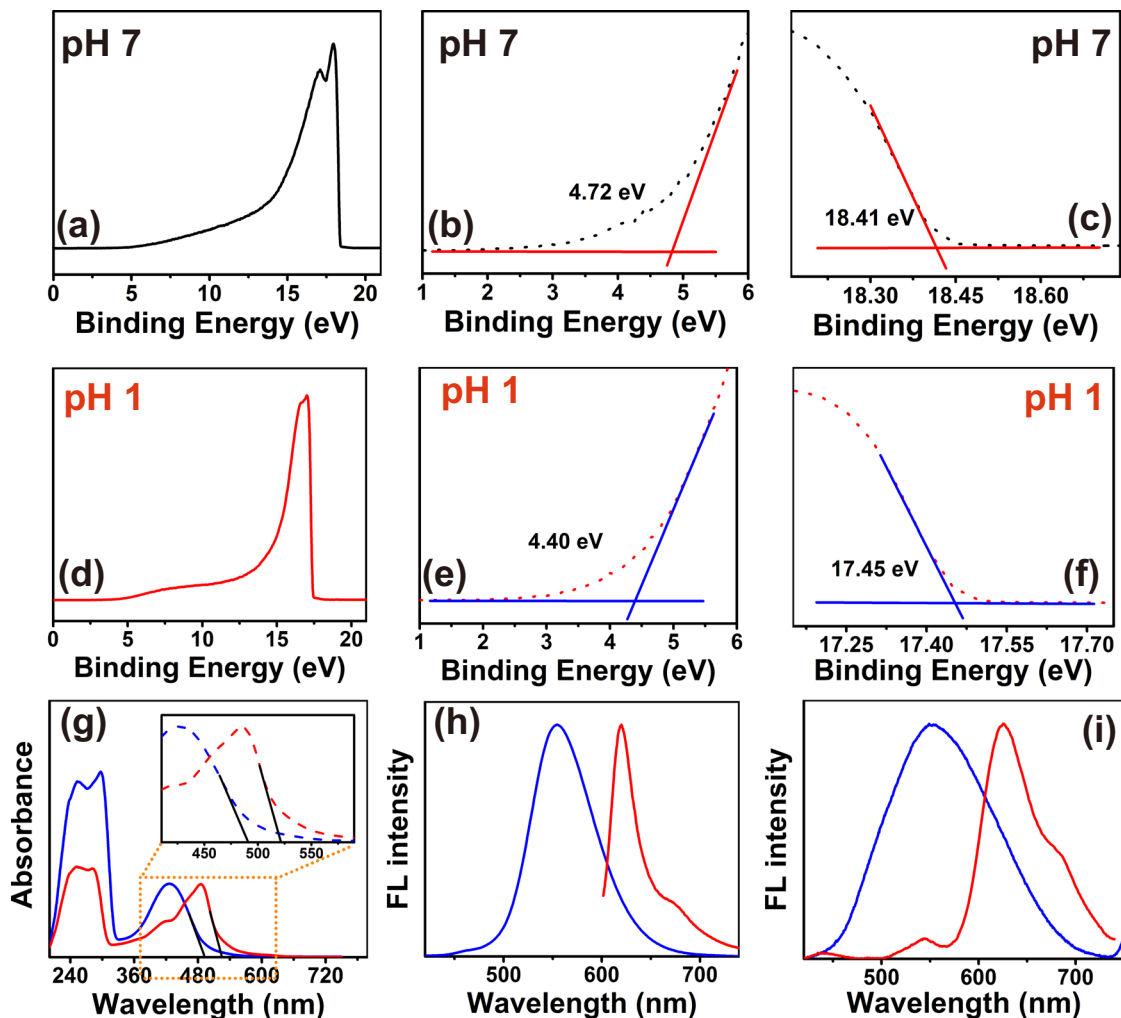 pH 7
(a)
0 5 10 15 20
Binding Energy (eV)
4.72 eV
(b)
1 2 3 4 5 6
Binding Energy (eV)
pH 7
18.41 eV
(c)
18.30 18.45 18.60
Binding Energy (eV)
pH 1
(d)
0 5 10 15 20
Binding Energy (eV)
pH 1
4.40 eV
(e)
1 2 3 4 5 6
Binding Energy (eV)
pH 1
17.45 eV
(f)
17.25 17.40 17.55 17.70
Binding Energy (eV)
(g)
450 500 550
Absorbance
240 360 480 600 720
Wavelength (nm)
(h)
FL intensity
500 600 700
Wavelength (nm)
(i)
FL intensity
500 600 700
Wavelength (nm)